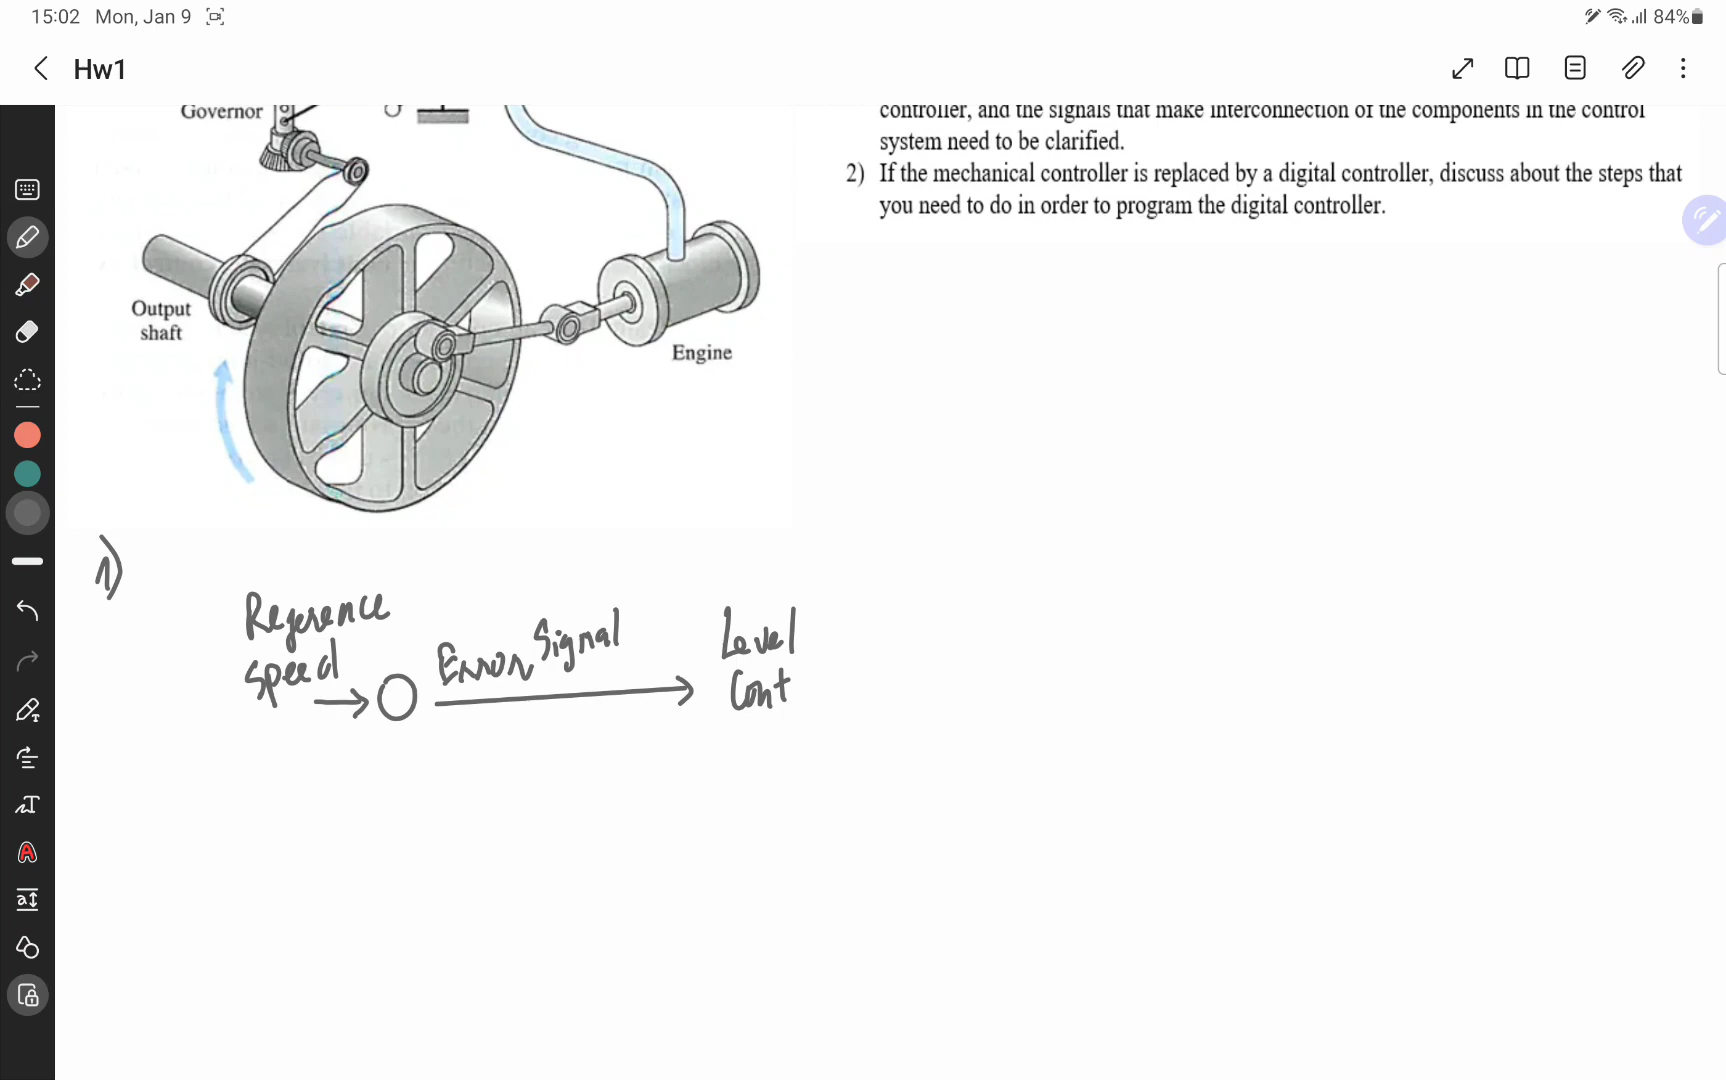 15:02 Mon, Jan 9
84%
Hw1
Governor
Output
shaft
Engine
controller, and the signals that make interconnection of the components in the control
system need to be clarified.
2) If the mechanical controller is replaced by a digital controller, discuss about the steps that
you need to do in order to program the digital controller.
1)
Reference
speed
Error Signal
Level
Cont